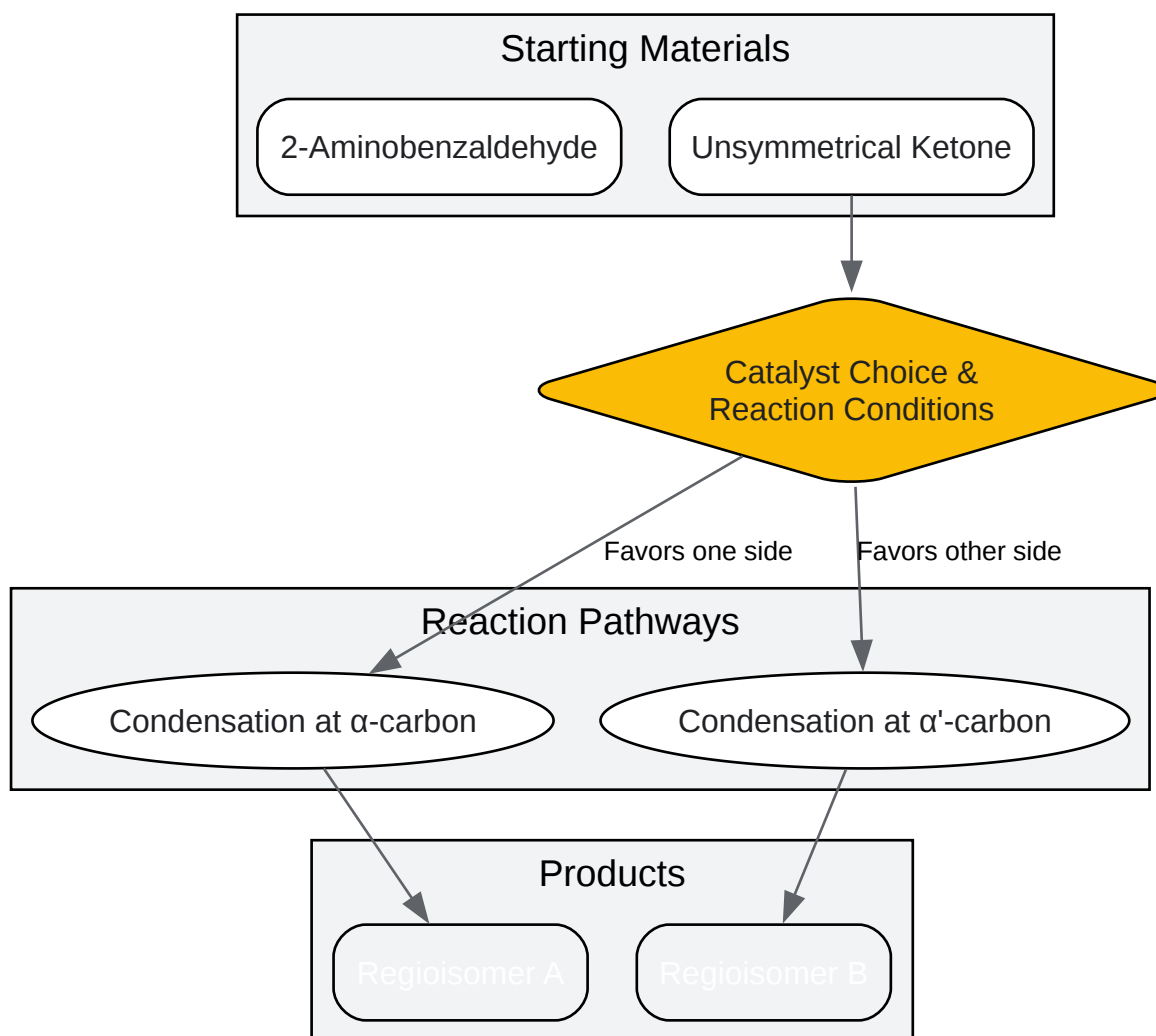 Starting Materials
2-Aminobenzaldehyde
Unsymmetrical Ketone
Catalyst Choice &
Reaction Conditions
Favors one side
Favors other side
Reaction Pathways
Condensation at α-carbon
Condensation at α'-carbon
Products
Regioisomer A
Regioisomer B